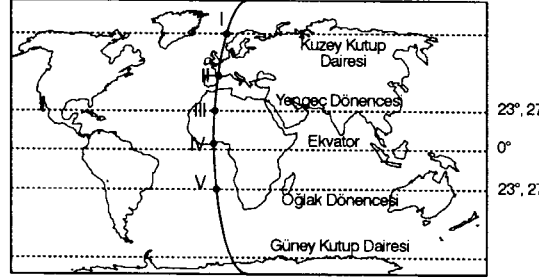 I
Kuzey Kutup
Dairesi
II
III
Yengeç Dönencesi
23°, 27
IV
Ekvator
0°
V
Oğlak Dönencesi
23°, 27
Güney Kutup Dairesi